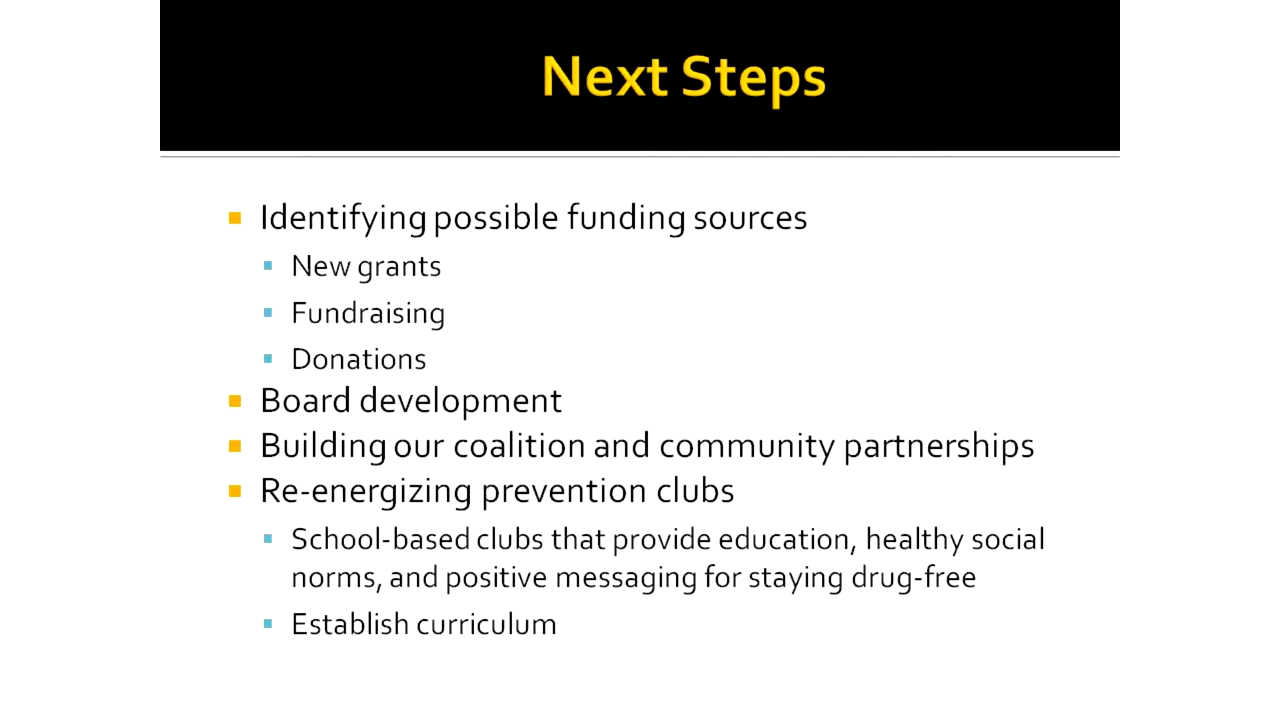 Next Steps
Identifying possible funding sources
New grants
Fundraising
Donations
Board development
Building our coalition and community partnerships
Re-energizing prevention clubs
School-based clubs that provide education, healthy social
norms, and positive messaging for staying drug-free
Establish curriculum